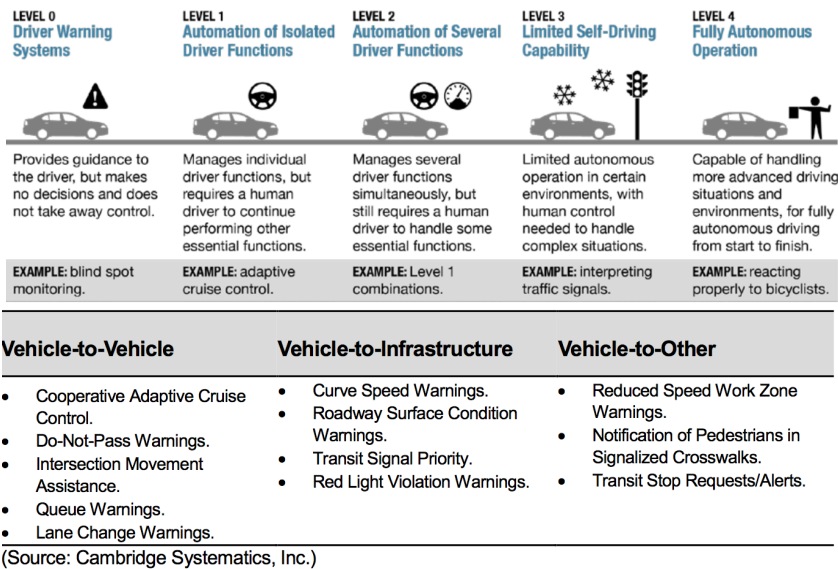 LEVEL 0
Driver Warning
Systems
Provides guidance to
the driver, but makes
no decisions and does
not take away control.
EXAMPLE: blind spot
monitoring.
LEVEL 1
Automation of Isolated
Driver Functions
Manages individual
driver functions, but
requires a human
driver to continue
performing other
essential functions.
EXAMPLE: adaptive
cruise control.
LEVEL 2
Automation of Several
Driver Functions
Manages several
driver functions
simultaneously, but
still requires a human
driver to handle some
essential functions.
EXAMPLE: Level 1
combinations.
LEVEL 3
Limited Self-Driving
Capability
Limited autonomous
operation in certain
environments, with
human control
needed to handle
complex situations.
EXAMPLE: interpreting
traffic signals.
LEVEL 4
Fully Autonomous
Operation
Capable of handling
more advanced driving
situations and
environments, for fully
autonomous driving
from start to finish.
EXAMPLE: reacting
properly to bicyclists.
Vehicle-to-Vehicle
• Cooperative Adaptive Cruise
Control.
• Do-Not-Pass Warnings.
• Intersection Movement
Assistance.
• Queue Warnings.
• Lane Change Warnings.
Vehicle-to-Infrastructure
• Curve Speed Warnings.
• Roadway Surface Condition
Warnings.
• Transit Signal Priority.
• Red Light Violation Warnings.
Vehicle-to-Other
• Reduced Speed Work Zone
Warnings.
• Notification of Pedestrians in
Signalized Crosswalks.
• Transit Stop Requests/Alerts.
(Source: Cambridge Systematics, Inc.)